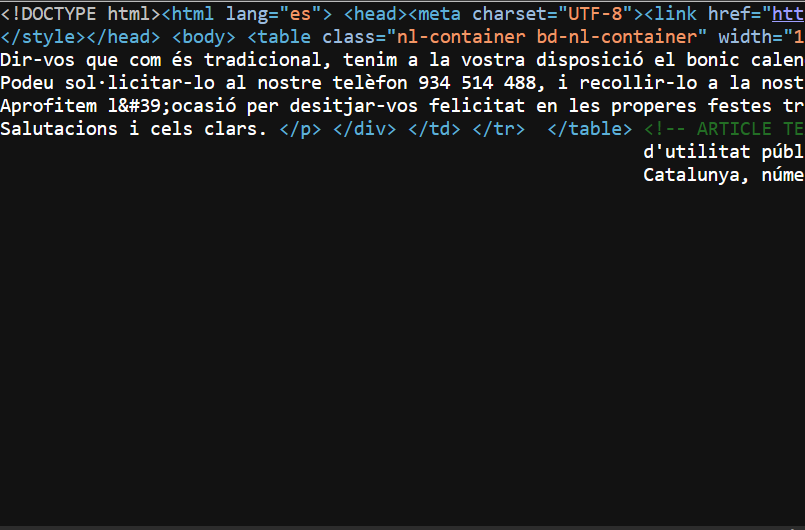 <!DOCTYPE html><html lang="es"> <head><meta charset="UTF-8"><link href="htt
</style></head> <body> <table class="nl-container bd-nl-container" width="1
Dir-vos que com és tradicional, tenim a la vostra disposició el bonic calen
Podeu sol·licitar-lo al nostre telèfon 934 514 488, i recollir-lo a la nost
Aprofitem l&#39;ocasió per desitjar-vos felicitat en les properes festes tr
Salutacions i cels clars. </p> </div> </td> </tr>  </table> <!-- ARTICLE TE
d'utilitat públ
Catalunya, núme